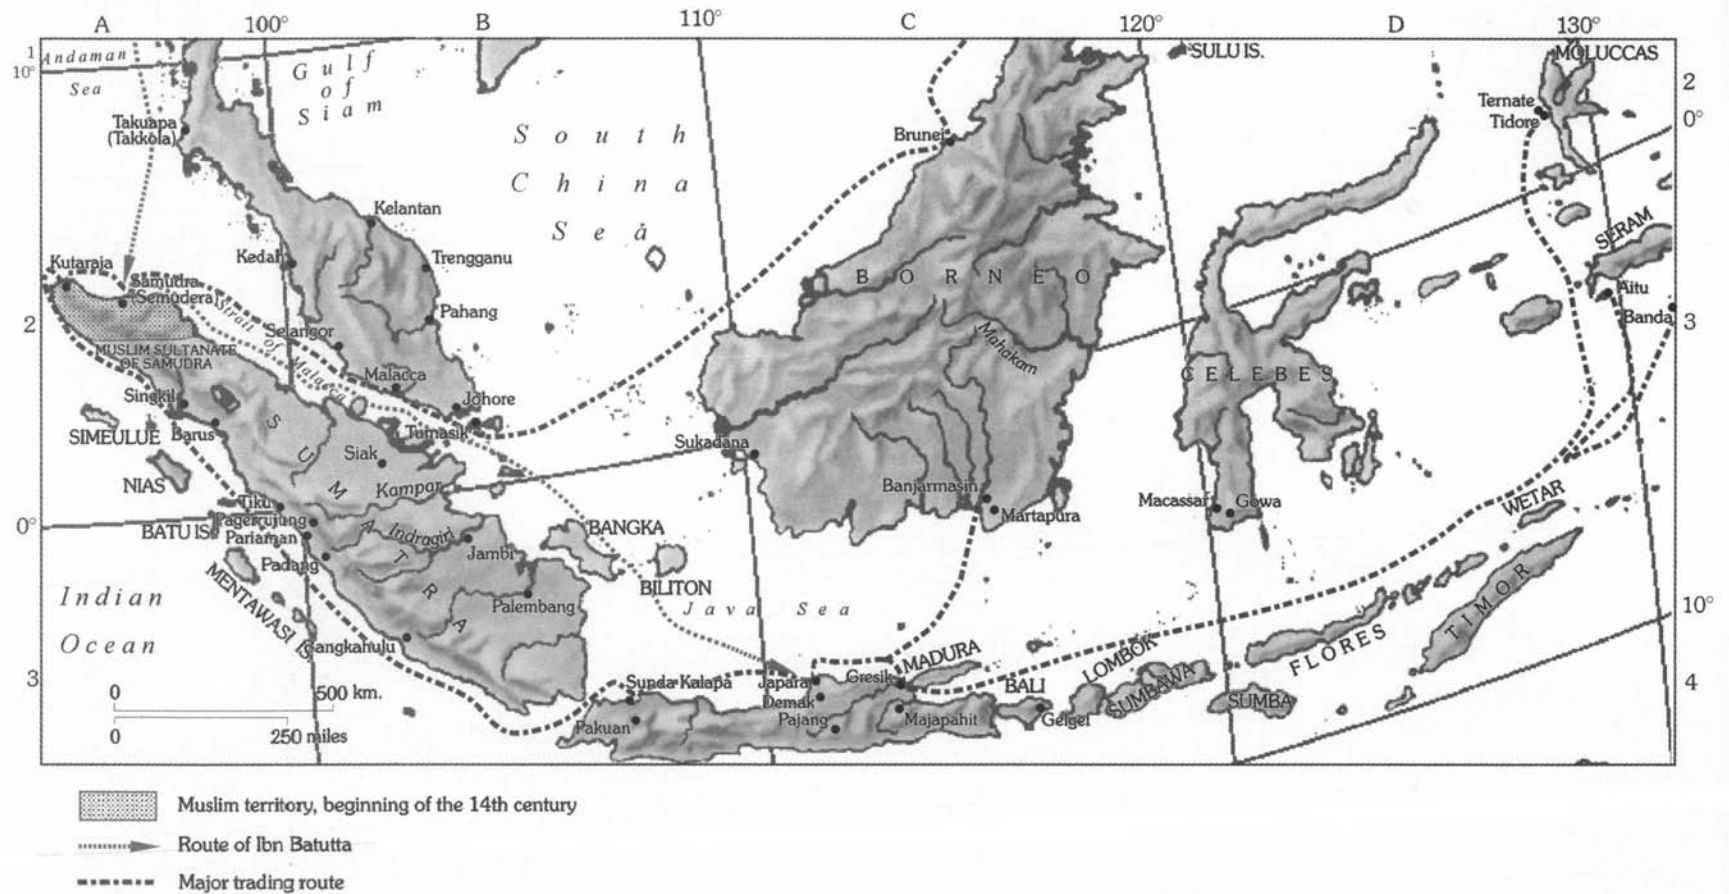 A 100° B 110° C 120° D 130°
1
10°
Andaman
Sea
Gulf
of
Siam
SULU IS.
MOLUCCAS
2
0°
Ternate
Tidore
Takuapa
(Takkola)
South
China
Sea
Brunei
Kelantan
Kedah
Trengganu
SERAM
Kutaraja
Samudra
(Semudera)
BORNEO
Aitu
Banda
3
2
Strait of Malacca
Selangor
Pahang
Mahakam
MUSLIM SULTANATE
OF SAMUDRA
Malacca
CELEBES
Singkil
Johore
SIMEULUE
Barus
Tumasik
Sukadana
SUMATRA
Siak
NIAS
Kampar
Banjarmasin
Martapura
Macassar
Gowa
WETAR
Tiku
0°
BATU IS.
Pagerrujung
Pariaman
Indragiri
BANGKA
Padang
Jambi
BILITON
MENTAWASI IS.
Indian
Ocean
Palembang
Java Sea
10°
TIMOR
Bangkahulu
FLORES
MADURA
LOMBOK
3
0 500 km.
Sunda Kalapa
Japara
Gresik
BALI
SUMBAWA
SUMBA
4
Demak
Pakuan
Pajang
Majapahit
Gelgel
0 250 miles
Muslim territory, beginning of the 14th century
Route of Ibn Batutta
Major trading route